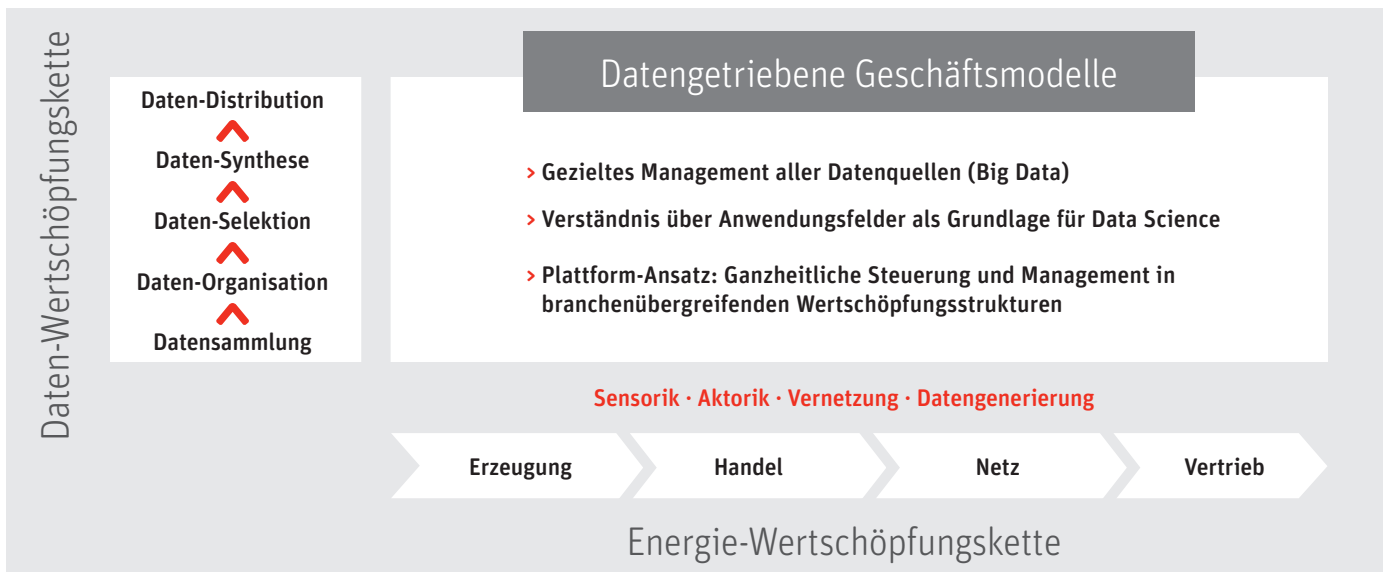 Daten-Wertschöpfungskette
Daten-Distribution
Daten-Synthese
Daten-Selektion
Daten-Organisation
Datensammlung
Datengetriebene Geschäftsmodelle
> Gezieltes Management aller Datenquellen (Big Data)
> Verständnis über Anwendungsfelder als Grundlage für Data Science
> Plattform-Ansatz: Ganzheitliche Steuerung und Management in
branchenübergreifenden Wertschöpfungsstrukturen
Sensorik · Aktorik · Vernetzung · Datengenerierung
Erzeugung
Handel
Netz
Vertrieb
Energie-Wertschöpfungskette